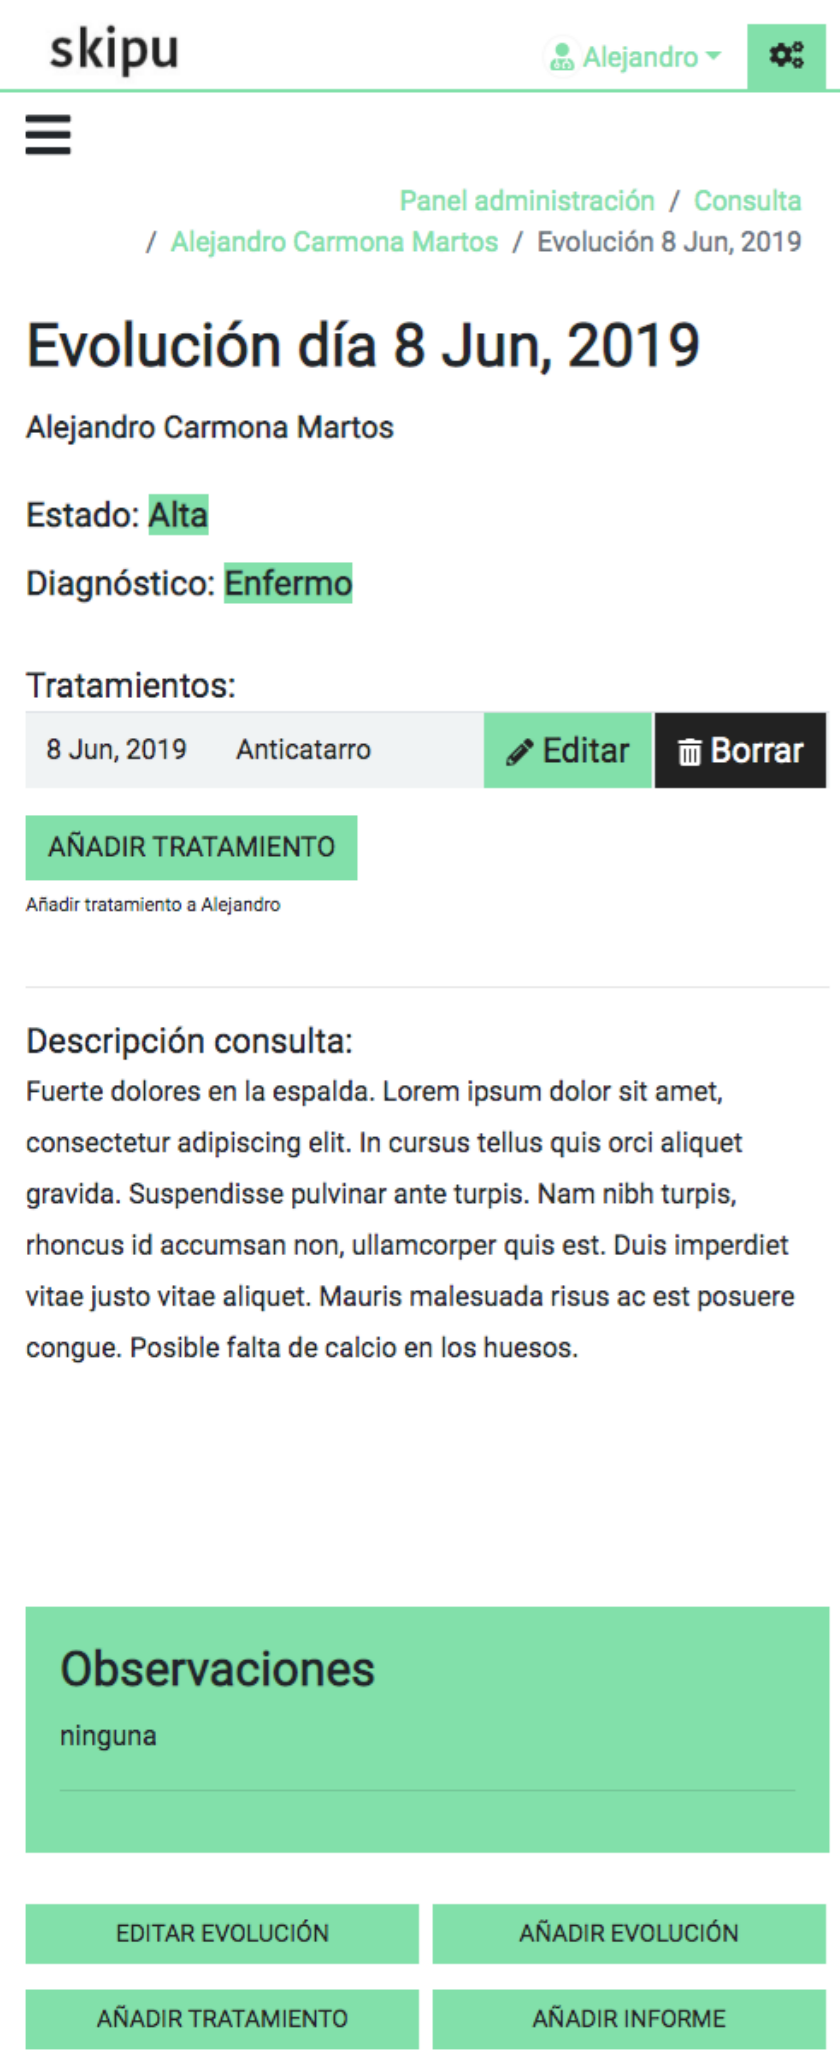 skipu
Alejandro
Panel administración / Consulta
/ Alejandro Carmona Martos / Evolución 8 Jun, 2019
Evolución día 8 Jun, 2019
Alejandro Carmona Martos
Estado: Alta
Diagnóstico: Enfermo
Tratamientos:
8 Jun, 2019 Anticatarro Editar Borrar
AÑADIR TRATAMIENTO
Añadir tratamiento a Alejandro
Descripción consulta:
Fuerte dolores en la espalda. Lorem ipsum dolor sit amet,
consectetur adipiscing elit. In cursus tellus quis orci aliquet
gravida. Suspendisse pulvinar ante turpis. Nam nibh turpis,
rhoncus id accumsan non, ullamcorper quis est. Duis imperdiet
vitae justo vitae aliquet. Mauris malesuada risus ac est posuere
congue. Posible falta de calcio en los huesos.
Observaciones
ninguna
EDITAR EVOLUCIÓN AÑADIR EVOLUCIÓN
AÑADIR TRATAMIENTO AÑADIR INFORME